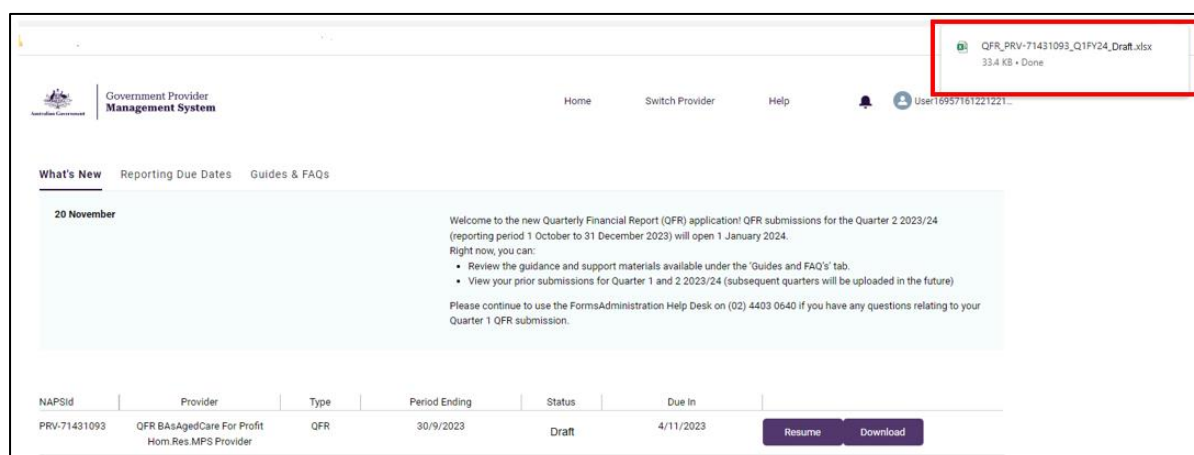 QFR_PRV-71431093_Q1FY24_Draft.xlsx
33.4 KB • Done
Australian Government
Government Provider
Management System
Home Switch Provider Help User16957161221221...
What's New Reporting Due Dates Guides & FAQs
20 November
Welcome to the new Quarterly Financial Report (QFR) application! QFR submissions for the Quarter 2 2023/24
(reporting period 1 October to 31 December 2023) will open 1 January 2024.
Right now, you can:
• Review the guidance and support materials available under the 'Guides and FAQ's' tab.
• View your prior submissions for Quarter 1 and 2 2023/24 (subsequent quarters will be uploaded in the future)
Please continue to use the FormsAdministration Help Desk on (02) 4403 0640 if you have any questions relating to your
Quarter 1 QFR submission.
NAPSId Provider Type Period Ending Status Due In
PRV-71431093 QFR BAsAgedCare For Profit QFR 30/9/2023 Draft 4/11/2023 Resume Download
Hom.Res.MPS Provider